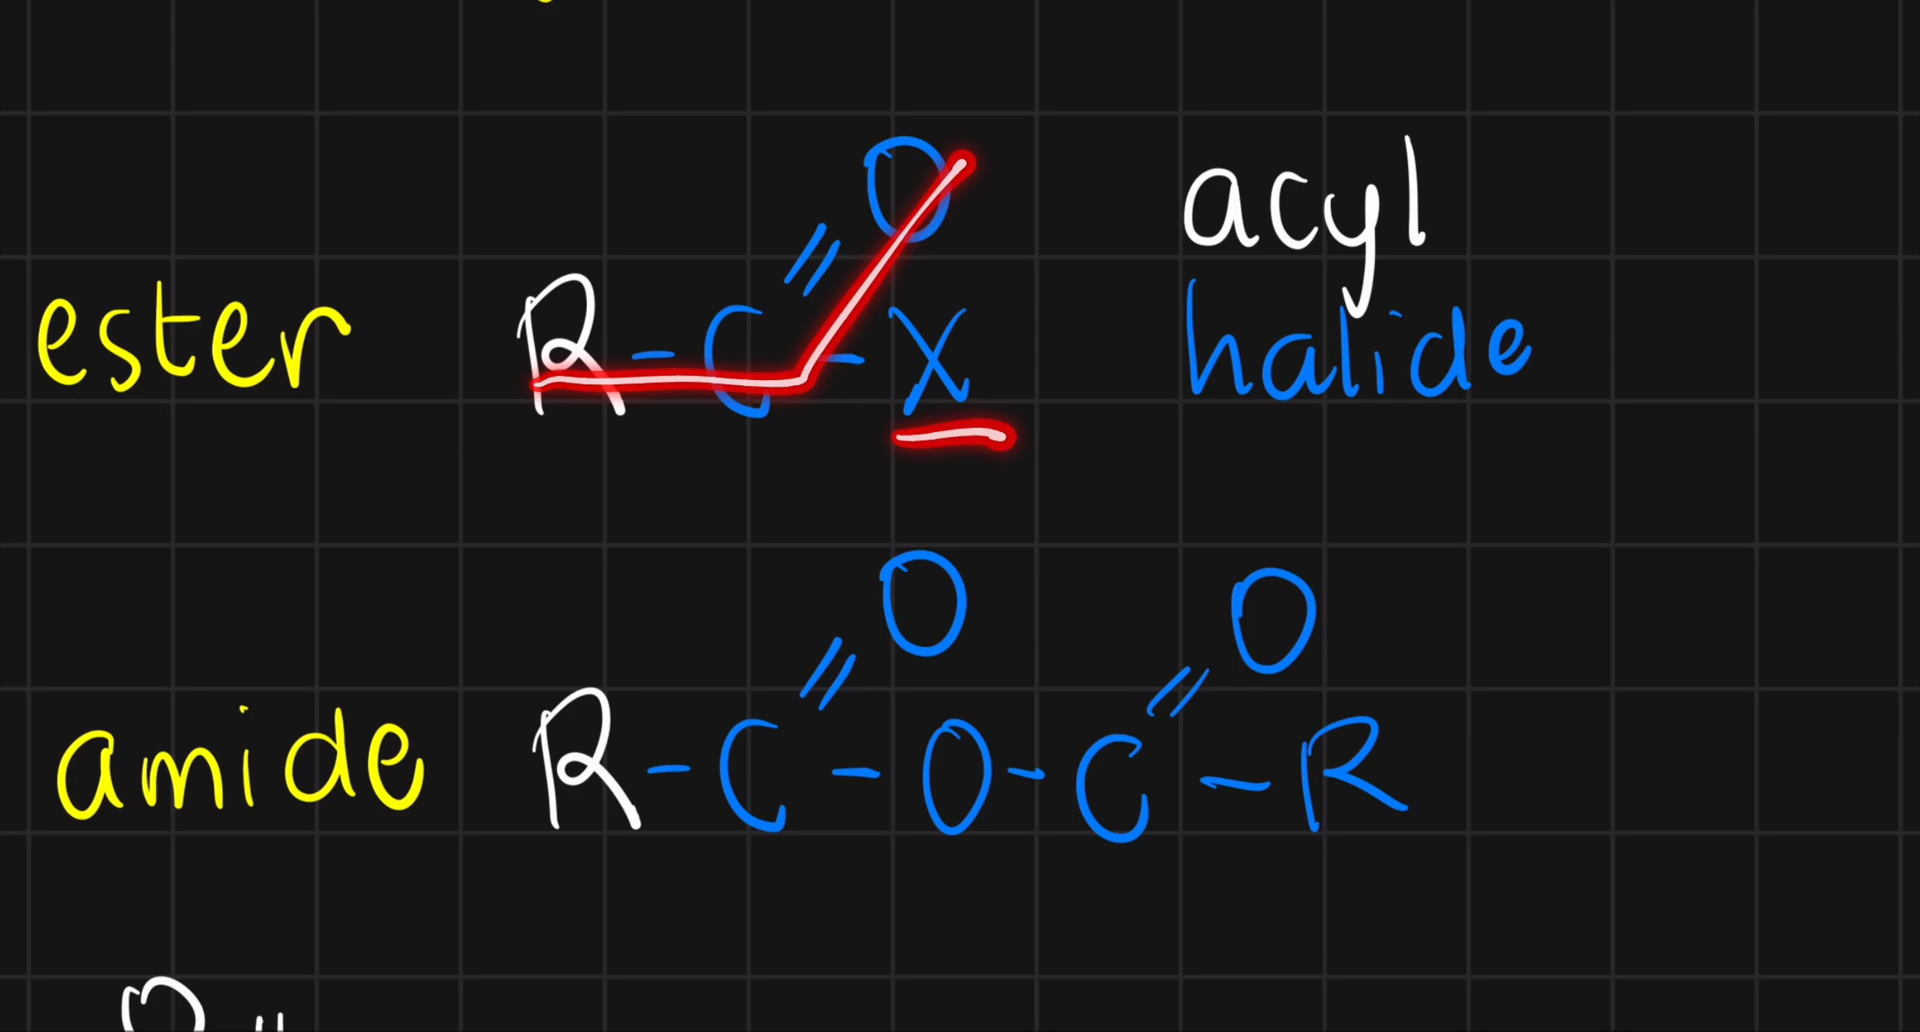 O
acyl
ester R-C=O-X halide
O O
amide R-C=O-O-C=O-R